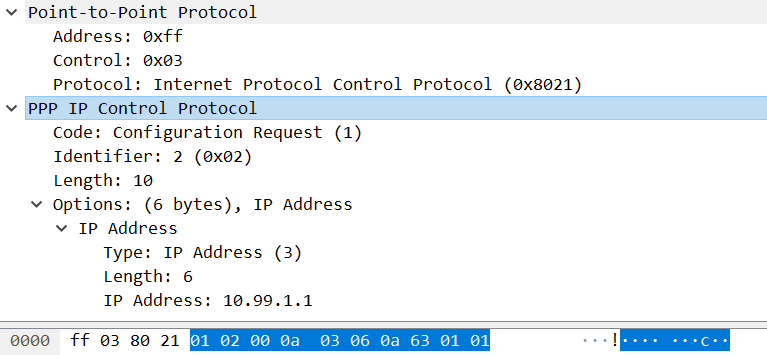 Point-to-Point Protocol
Address: 0xff
Control: 0x03
Protocol: Internet Protocol Control Protocol (0x8021)
PPP IP Control Protocol
Code: Configuration Request (1)
Identifier: 2 (0x02)
Length: 10
Options: (6 bytes), IP Address
IP Address
Type: IP Address (3)
Length: 6
IP Address: 10.99.1.1
0000 ff 03 80 21 01 02 00 0a 03 06 0a 63 01 01 ···!···· ···c··